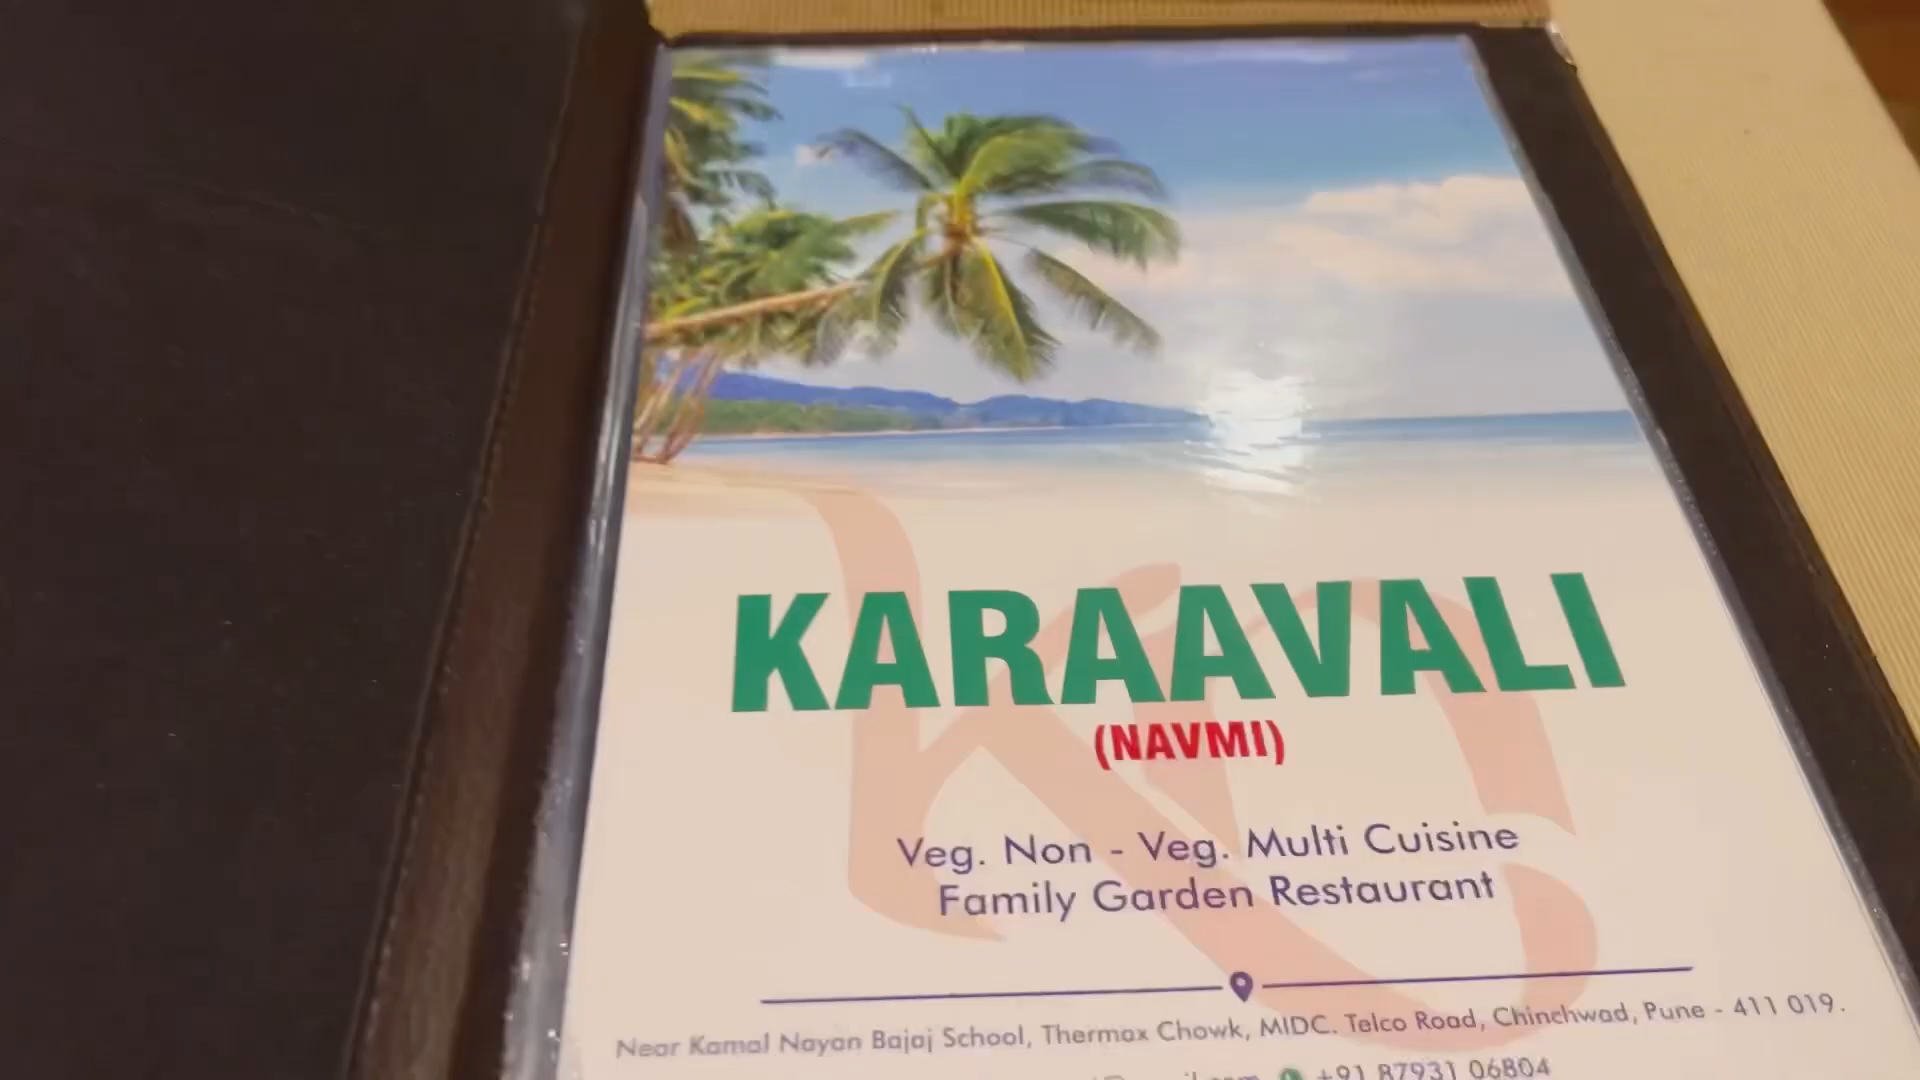 KARAAVALI
(NAVMI)
Veg. Non - Veg. Multi Cuisine
Family Garden Restaurant
Near Kamal Nayan Bajaj School, Thermax Chowk, MIDC. Telco Road, Chinchwad, Pune - 411 019.
+91 87931 06804